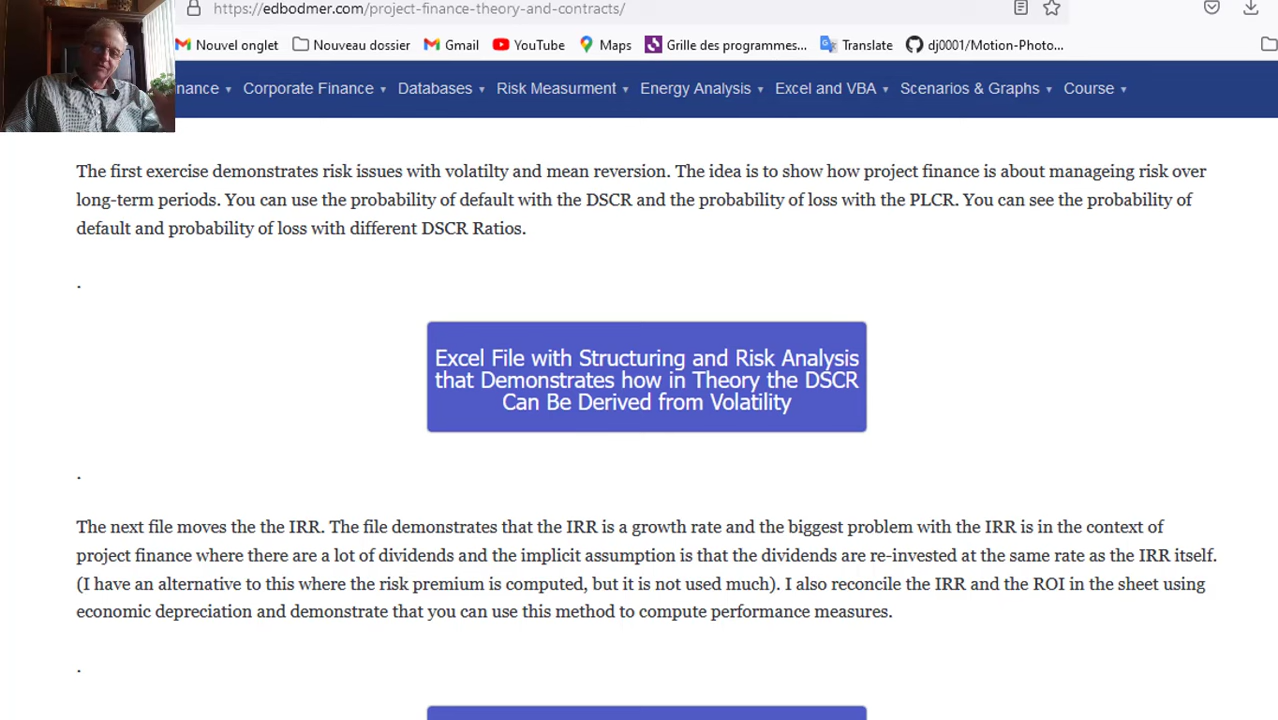 https://edbodmer.com/project-finance-theory-and-contracts/
Nouvel onglet Nouveau dossier Gmail YouTube Maps Grille des programmes... Translate dj0001/Motion-Photo...
nance Corporate Finance Databases Risk Measurment Energy Analysis Excel and VBA Scenarios & Graphs Course
The first exercise demonstrates risk issues with volatilty and mean reversion. The idea is to show how project finance is about manageing risk over
long-term periods. You can use the probability of default with the DSCR and the probability of loss with the PLCR. You can see the probability of
default and probability of loss with different DSCR Ratios.
.
Excel File with Structuring and Risk Analysis
that Demonstrates how in Theory the DSCR
Can Be Derived from Volatility
.
The next file moves the the IRR. The file demonstrates that the IRR is a growth rate and the biggest problem with the IRR is in the context of
project finance where there are a lot of dividends and the implicit assumption is that the dividends are re-invested at the same rate as the IRR itself.
(I have an alternative to this where the risk premium is computed, but it is not used much). I also reconcile the IRR and the ROI in the sheet using
economic depreciation and demonstrate that you can use this method to compute performance measures.
.